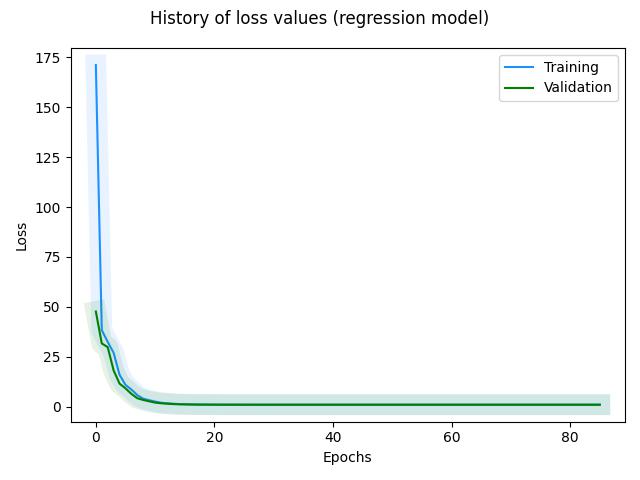 History of loss values (regression model)
175
150
125
100
75
50
25
0
Loss
Training
Validation
0 20 40 60 80
Epochs